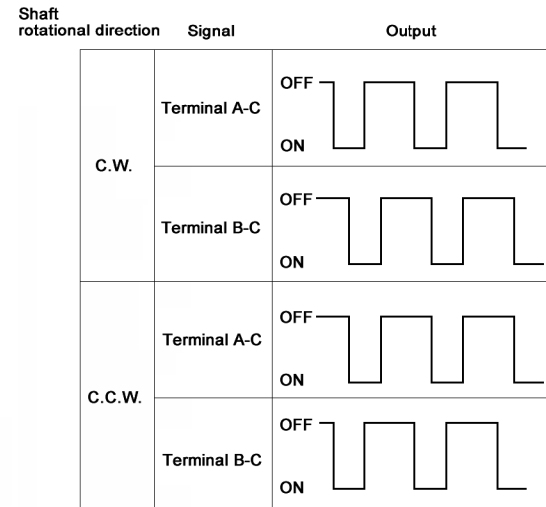 Shaft
rotational direction Signal Output
OFF
Terminal A-C
ON
C.W.
OFF
Terminal B-C
ON
OFF
Terminal A-C
ON
C.C.W.
OFF
Terminal B-C
ON